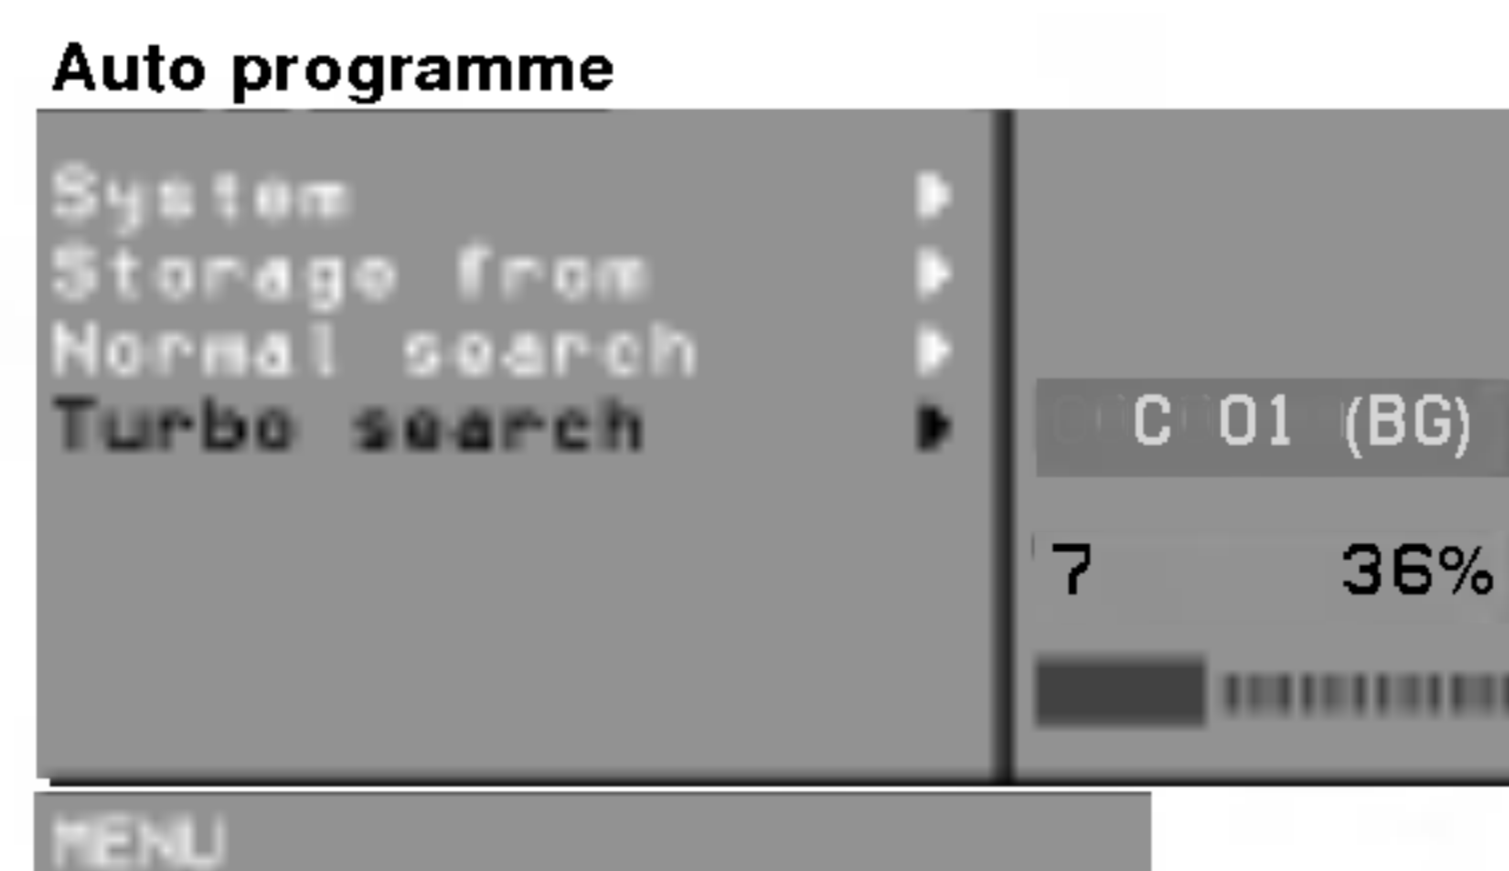 Auto programme
System
Storage from
Normal search
Turbo search
C 01 (BG)
7 36%
MENU